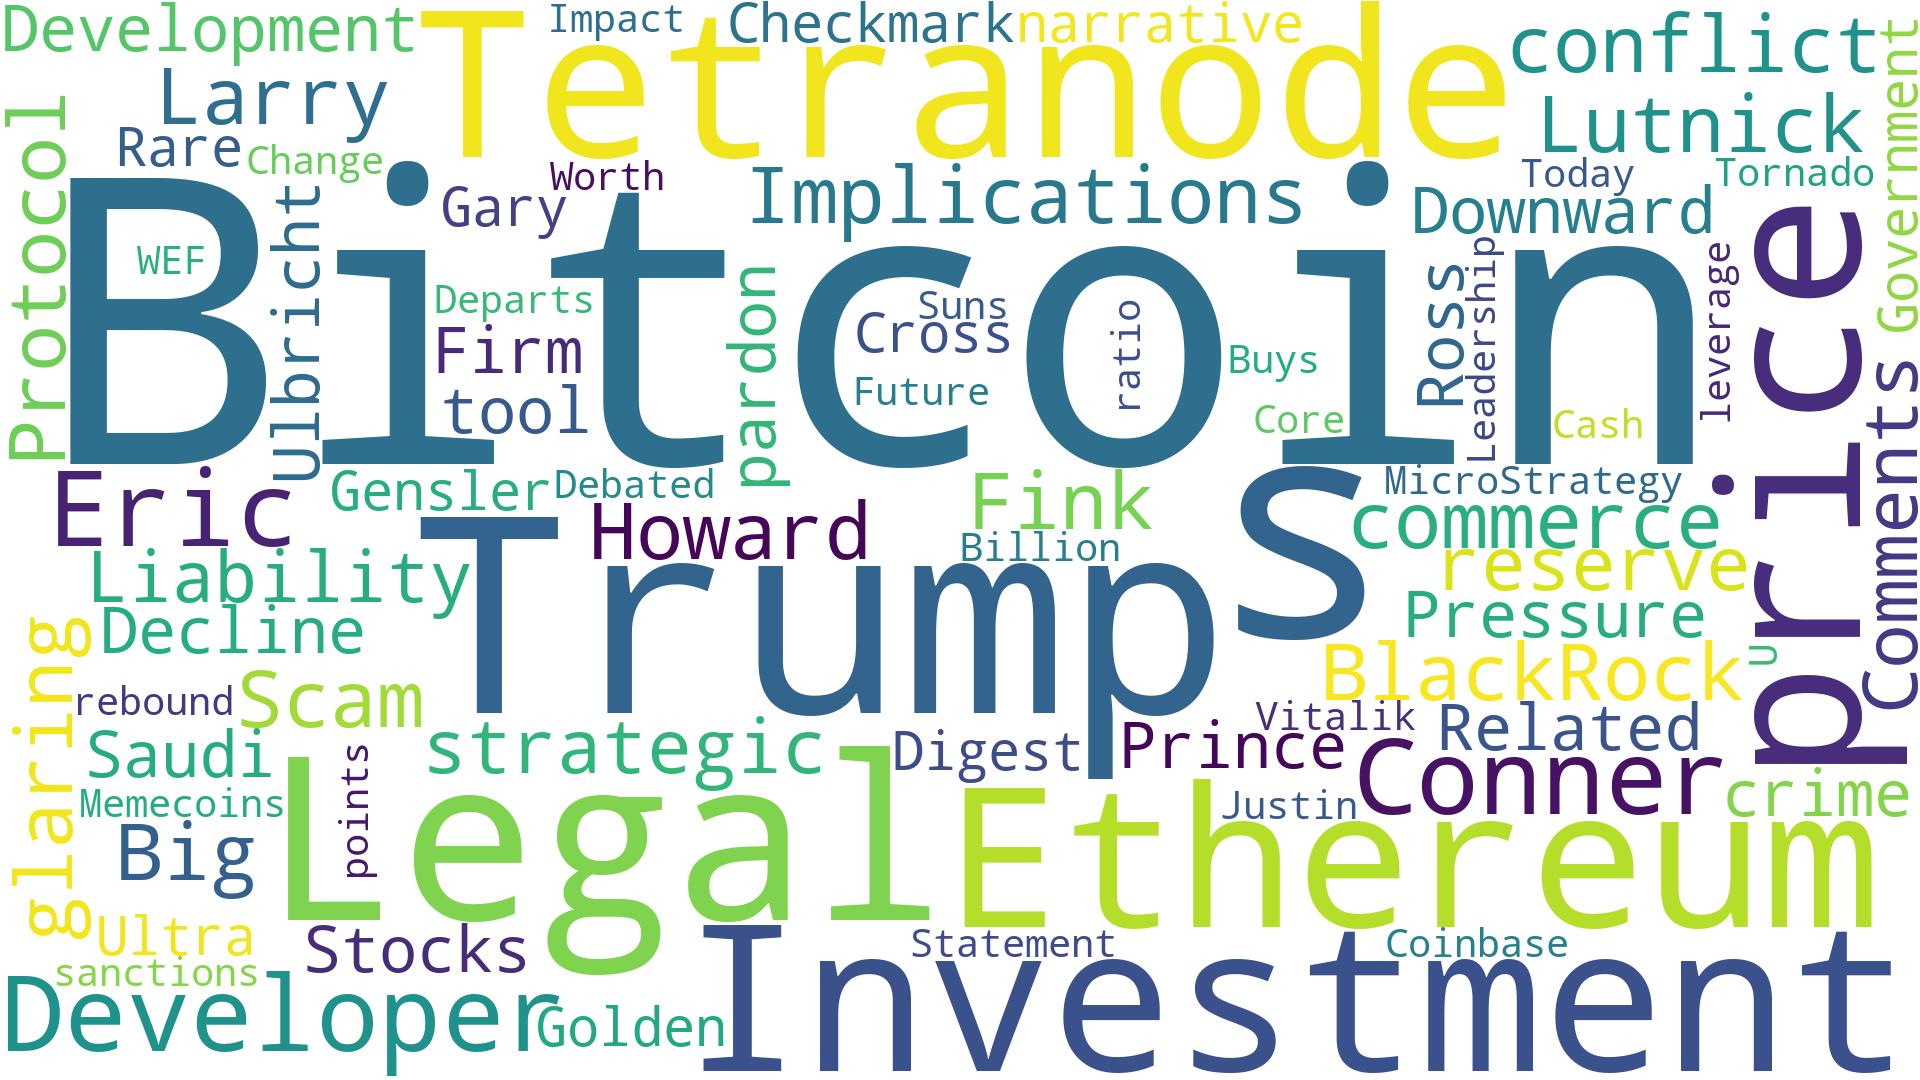 Development
Impact
Checkmark
narrative
Tetranode
conflict
Government
Larry
Lutnick
Protocol
Rare
Change
Worth
Gary
Implications
Today
Tornado
Downward
Bitcoin
Ulbricht
WEF
Departs
Suns
Cross
ratio
pardon
Ross
Leadership
leverage
price
Firm
Buys
tool
Future
Core
Cash
Comments
Eric
Gensler
Debated
Fink
s
MicroStrategy
Howard
commerce
Billion
reserve
Liability
Trump
Decline
Pressure
U
glaring
BlackRock
rebound
Scam
Vitalik
Saudi
strategic
Digest
Prince
Related
points
Conner
Memecoins
Legal
Justin
crime
Big
Ethereum
Ultra
Stocks
Statement
Coinbase
sanctions
Investment
Developer
Golden